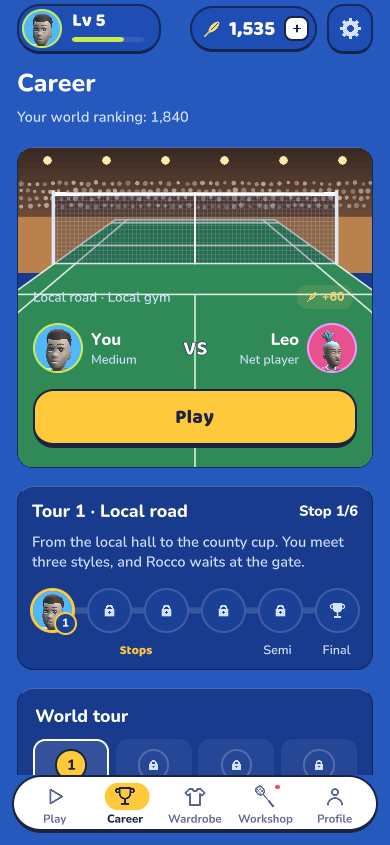 Lv 5
1,535
+
Career
Your world ranking: 1,840
Local road · Local gym
+60
You
Medium
VS
Leo
Net player
Play
Tour 1 · Local road
Stop 1/6
From the local hall to the county cup. You meet
three styles, and Rocco waits at the gate.
1
Stops
Semi
Final
World tour
1
Play
Career
Wardrobe
Workshop
Profile